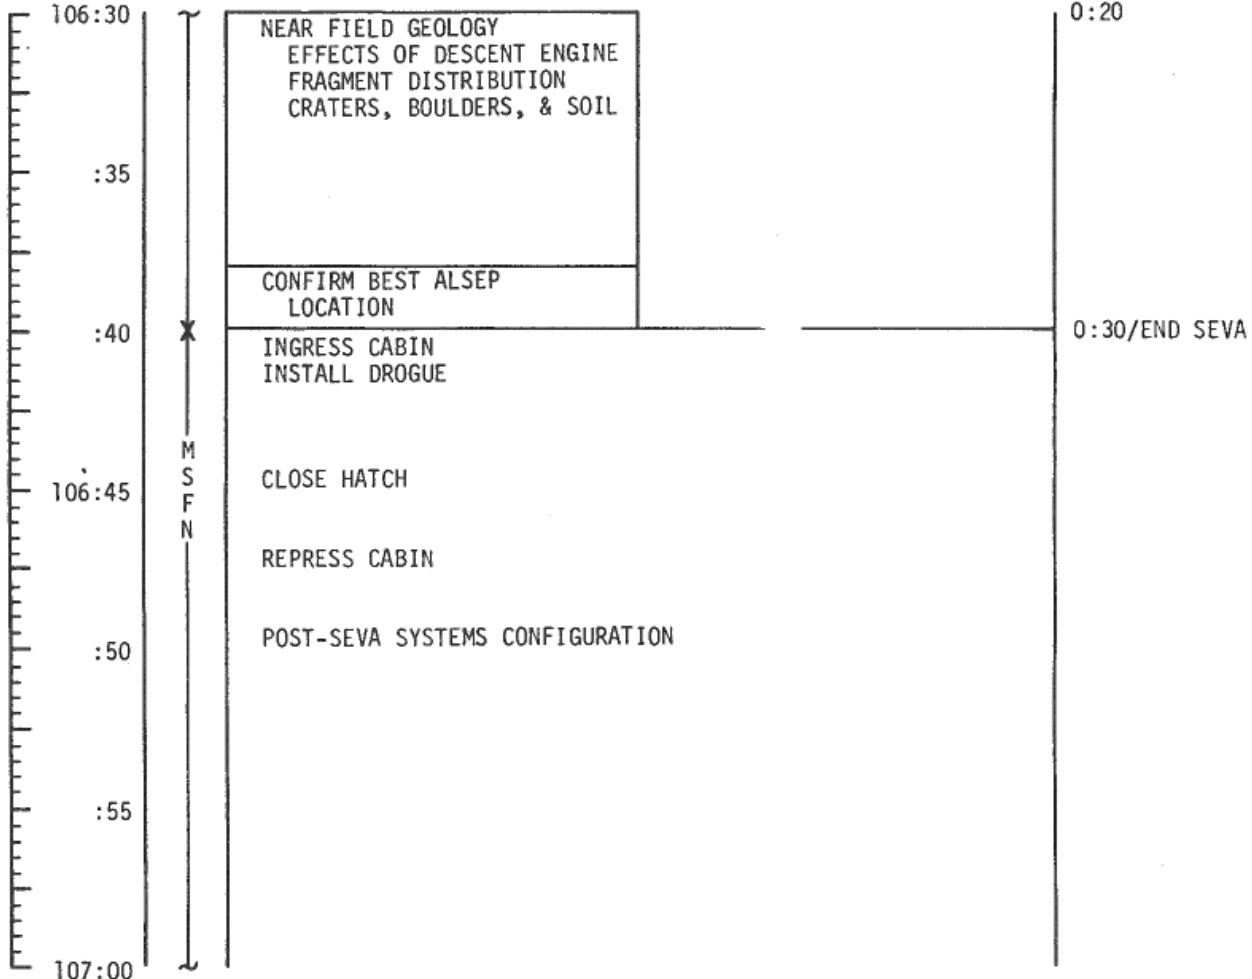 106:30
0:20
NEAR FIELD GEOLOGY
EFFECTS OF DESCENT ENGINE
FRAGMENT DISTRIBUTION
CRATERS, BOULDERS, & SOIL
:35
CONFIRM BEST ALSEP
LOCATION
:40
X
0:30/END SEVA
INGRESS CABIN
INSTALL DROGUE
M
S
F
N
106:45
CLOSE HATCH
REPRESS CABIN
:50
POST-SEVA SYSTEMS CONFIGURATION
:55
107:00